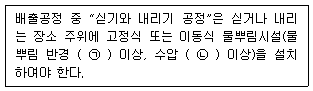 배출공정 중 "싣기와 내리기 공정"은 싣거나 내리
는 장소 주위에 고정식 또는 이동식 물뿌림시설(물
뿌림 반경 ( ㉠ ) 이상, 수압 ( ㉡ ) 이상)을 설치
하여야 한다.